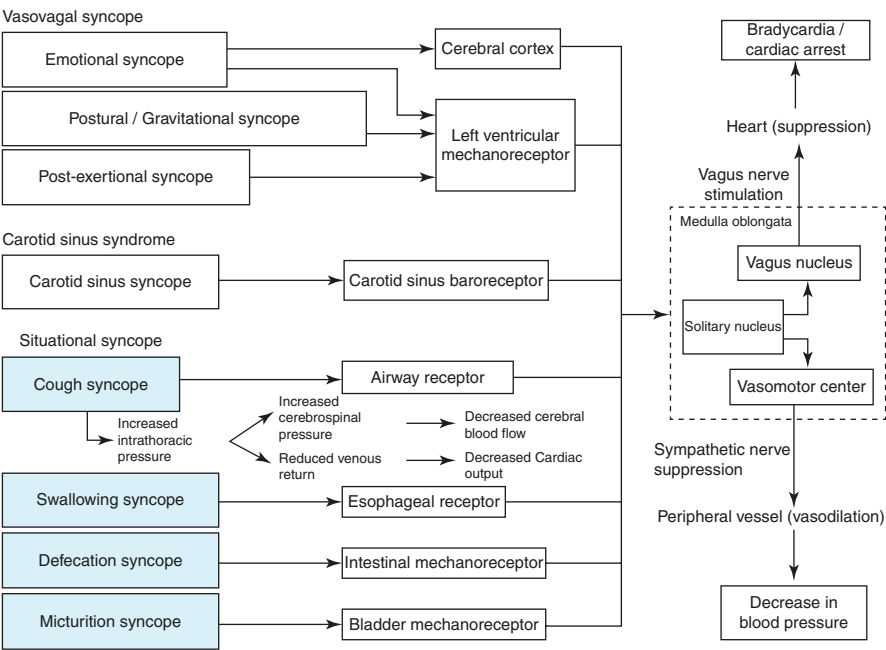 Vasovagal syncope
Emotional syncope
Cerebral cortex
Postural / Gravitational syncope
Left ventricular
mechanoreceptor
Post-exertional syncope
Carotid sinus syndrome
Carotid sinus syncope
Carotid sinus baroreceptor
Situational syncope
Cough syncope
Airway receptor
Increased
intrathoracic
pressure
Increased
cerebrospinal
pressure
Decreased cerebral
blood flow
Reduced venous
return
Decreased Cardiac
output
Swallowing syncope
Esophageal receptor
Defecation syncope
Intestinal mechanoreceptor
Micturition syncope
Bladder mechanoreceptor
Bradycardia /
cardiac arrest
Heart (suppression)
Vagus nerve
stimulation
Medulla oblongata
Vagus nucleus
Solitary nucleus
Vasomotor center
Sympathetic nerve
suppression
Peripheral vessel (vasodilation)
Decrease in
blood pressure